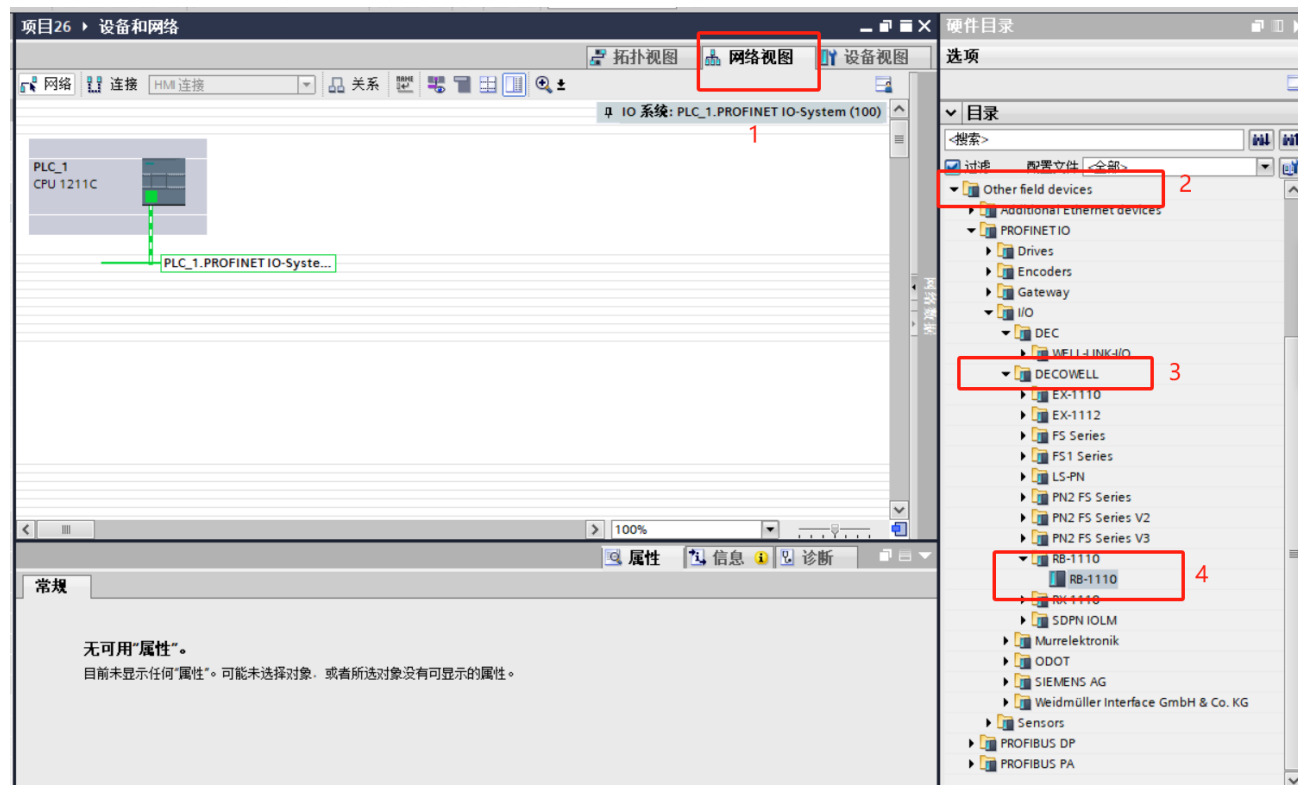 项目26 ▸ 设备和网络
拓扑视图 网络视图 设备视图
网络 连接 HMI 连接 关系
IO 系统: PLC_1.PROFINET IO-System (100)
1
PLC_1
CPU 1211C
PLC_1.PROFINET IO-Syste...
网络数据
100%
属性 信息 诊断
常规
无可用“属性”。
目前未显示任何“属性”。可能未选择对象，或者所选对象没有可显示的属性。
硬件目录
选项
目录
<搜索>
过滤 配置文件 <全部>
Other field devices
2
Additional Ethernet devices
PROFINET IO
Drives
Encoders
Gateway
I/O
DEC
WELL-LINK-I/O
DECOWELL
3
EX-1110
EX-1112
FS Series
FS1 Series
LS-PN
PN2 FS Series
PN2 FS Series V2
PN2 FS Series V3
RB-1110
RB-1110
4
RX-1110
SDPN IOLM
Murrelektronik
ODOT
SIEMENS AG
Weidmüller Interface GmbH & Co. KG
Sensors
PROFIBUS DP
PROFIBUS PA